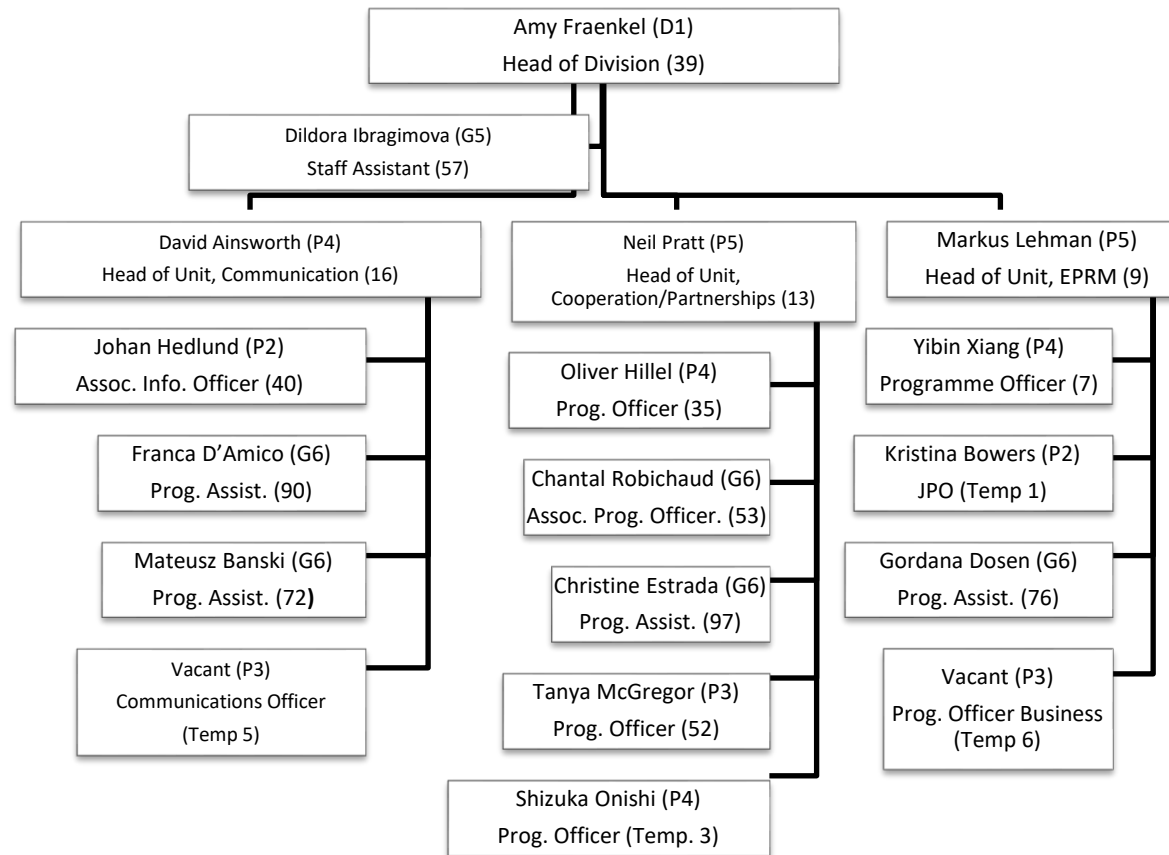 Amy Fraenkel (D1)
Head of Division (39)
Dildora Ibragimova (G5)
Staff Assistant (57)
David Ainsworth (P4)
Head of Unit, Communication (16)
Johan Hedlund (P2)
Assoc. Info. Officer (40)
Franca D’Amico (G6)
Prog. Assist. (90)
Mateusz Banski (G6)
Prog. Assist. (72)
Vacant (P3)
Communications Officer
(Temp 5)
Neil Pratt (P5)
Head of Unit,
Cooperation/Partnerships (13)
Oliver Hillel (P4)
Prog. Officer (35)
Chantal Robichaud (G6)
Assoc. Prog. Officer. (53)
Christine Estrada (G6)
Prog. Assist. (97)
Tanya McGregor (P3)
Prog. Officer (52)
Shizuka Onishi (P4)
Prog. Officer (Temp. 3)
Markus Lehman (P5)
Head of Unit, EPRM (9)
Yibin Xiang (P4)
Programme Officer (7)
Kristina Bowers (P2)
JPO (Temp 1)
Gordana Dosen (G6)
Prog. Assist. (76)
Vacant (P3)
Prog. Officer Business
(Temp 6)